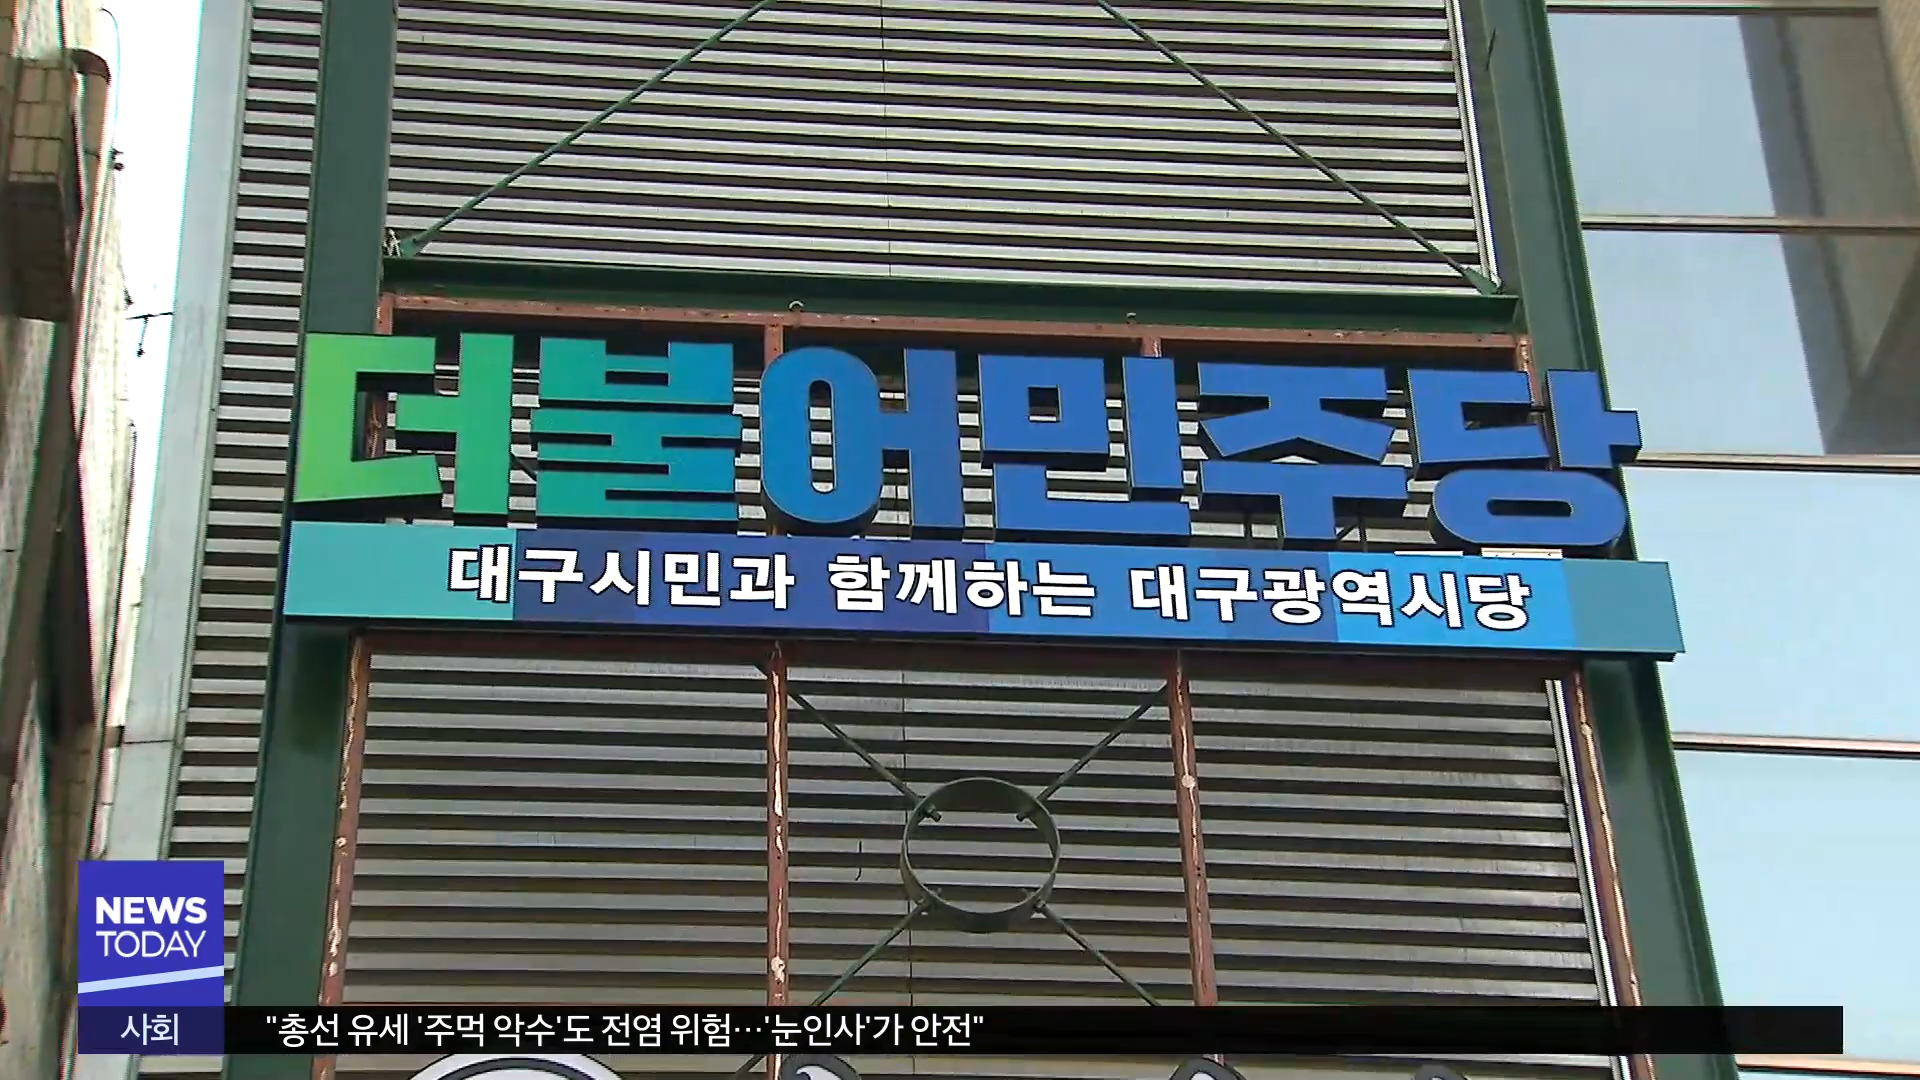 더불어민주당
대구시민과 함께하는 대구광역시당
NEWS
TODAY
사회
"총선 유세 '주먹 악수'도 전염 위험…'눈인사'가 안전"